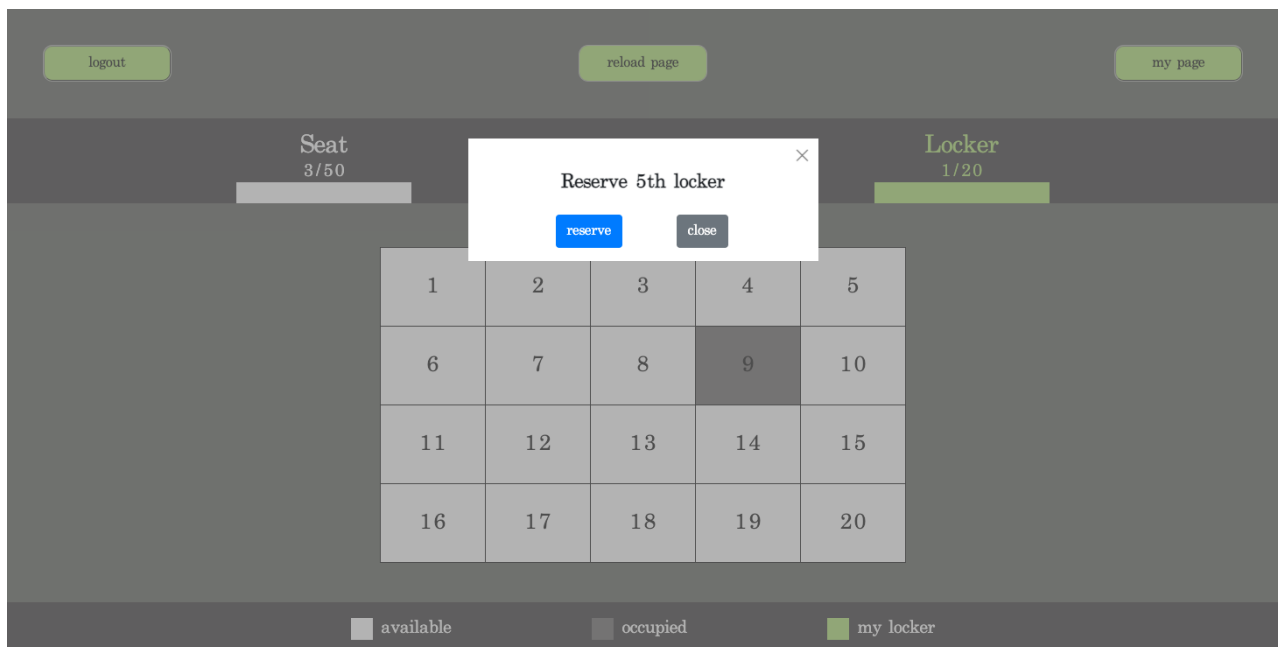 logout
reload page
my page
Seat
3/50
Locker
1/20
Reserve 5th locker
reserve
close
1 2 3 4 5
6 7 8 9 10
11 12 13 14 15
16 17 18 19 20
available
occupied
my locker